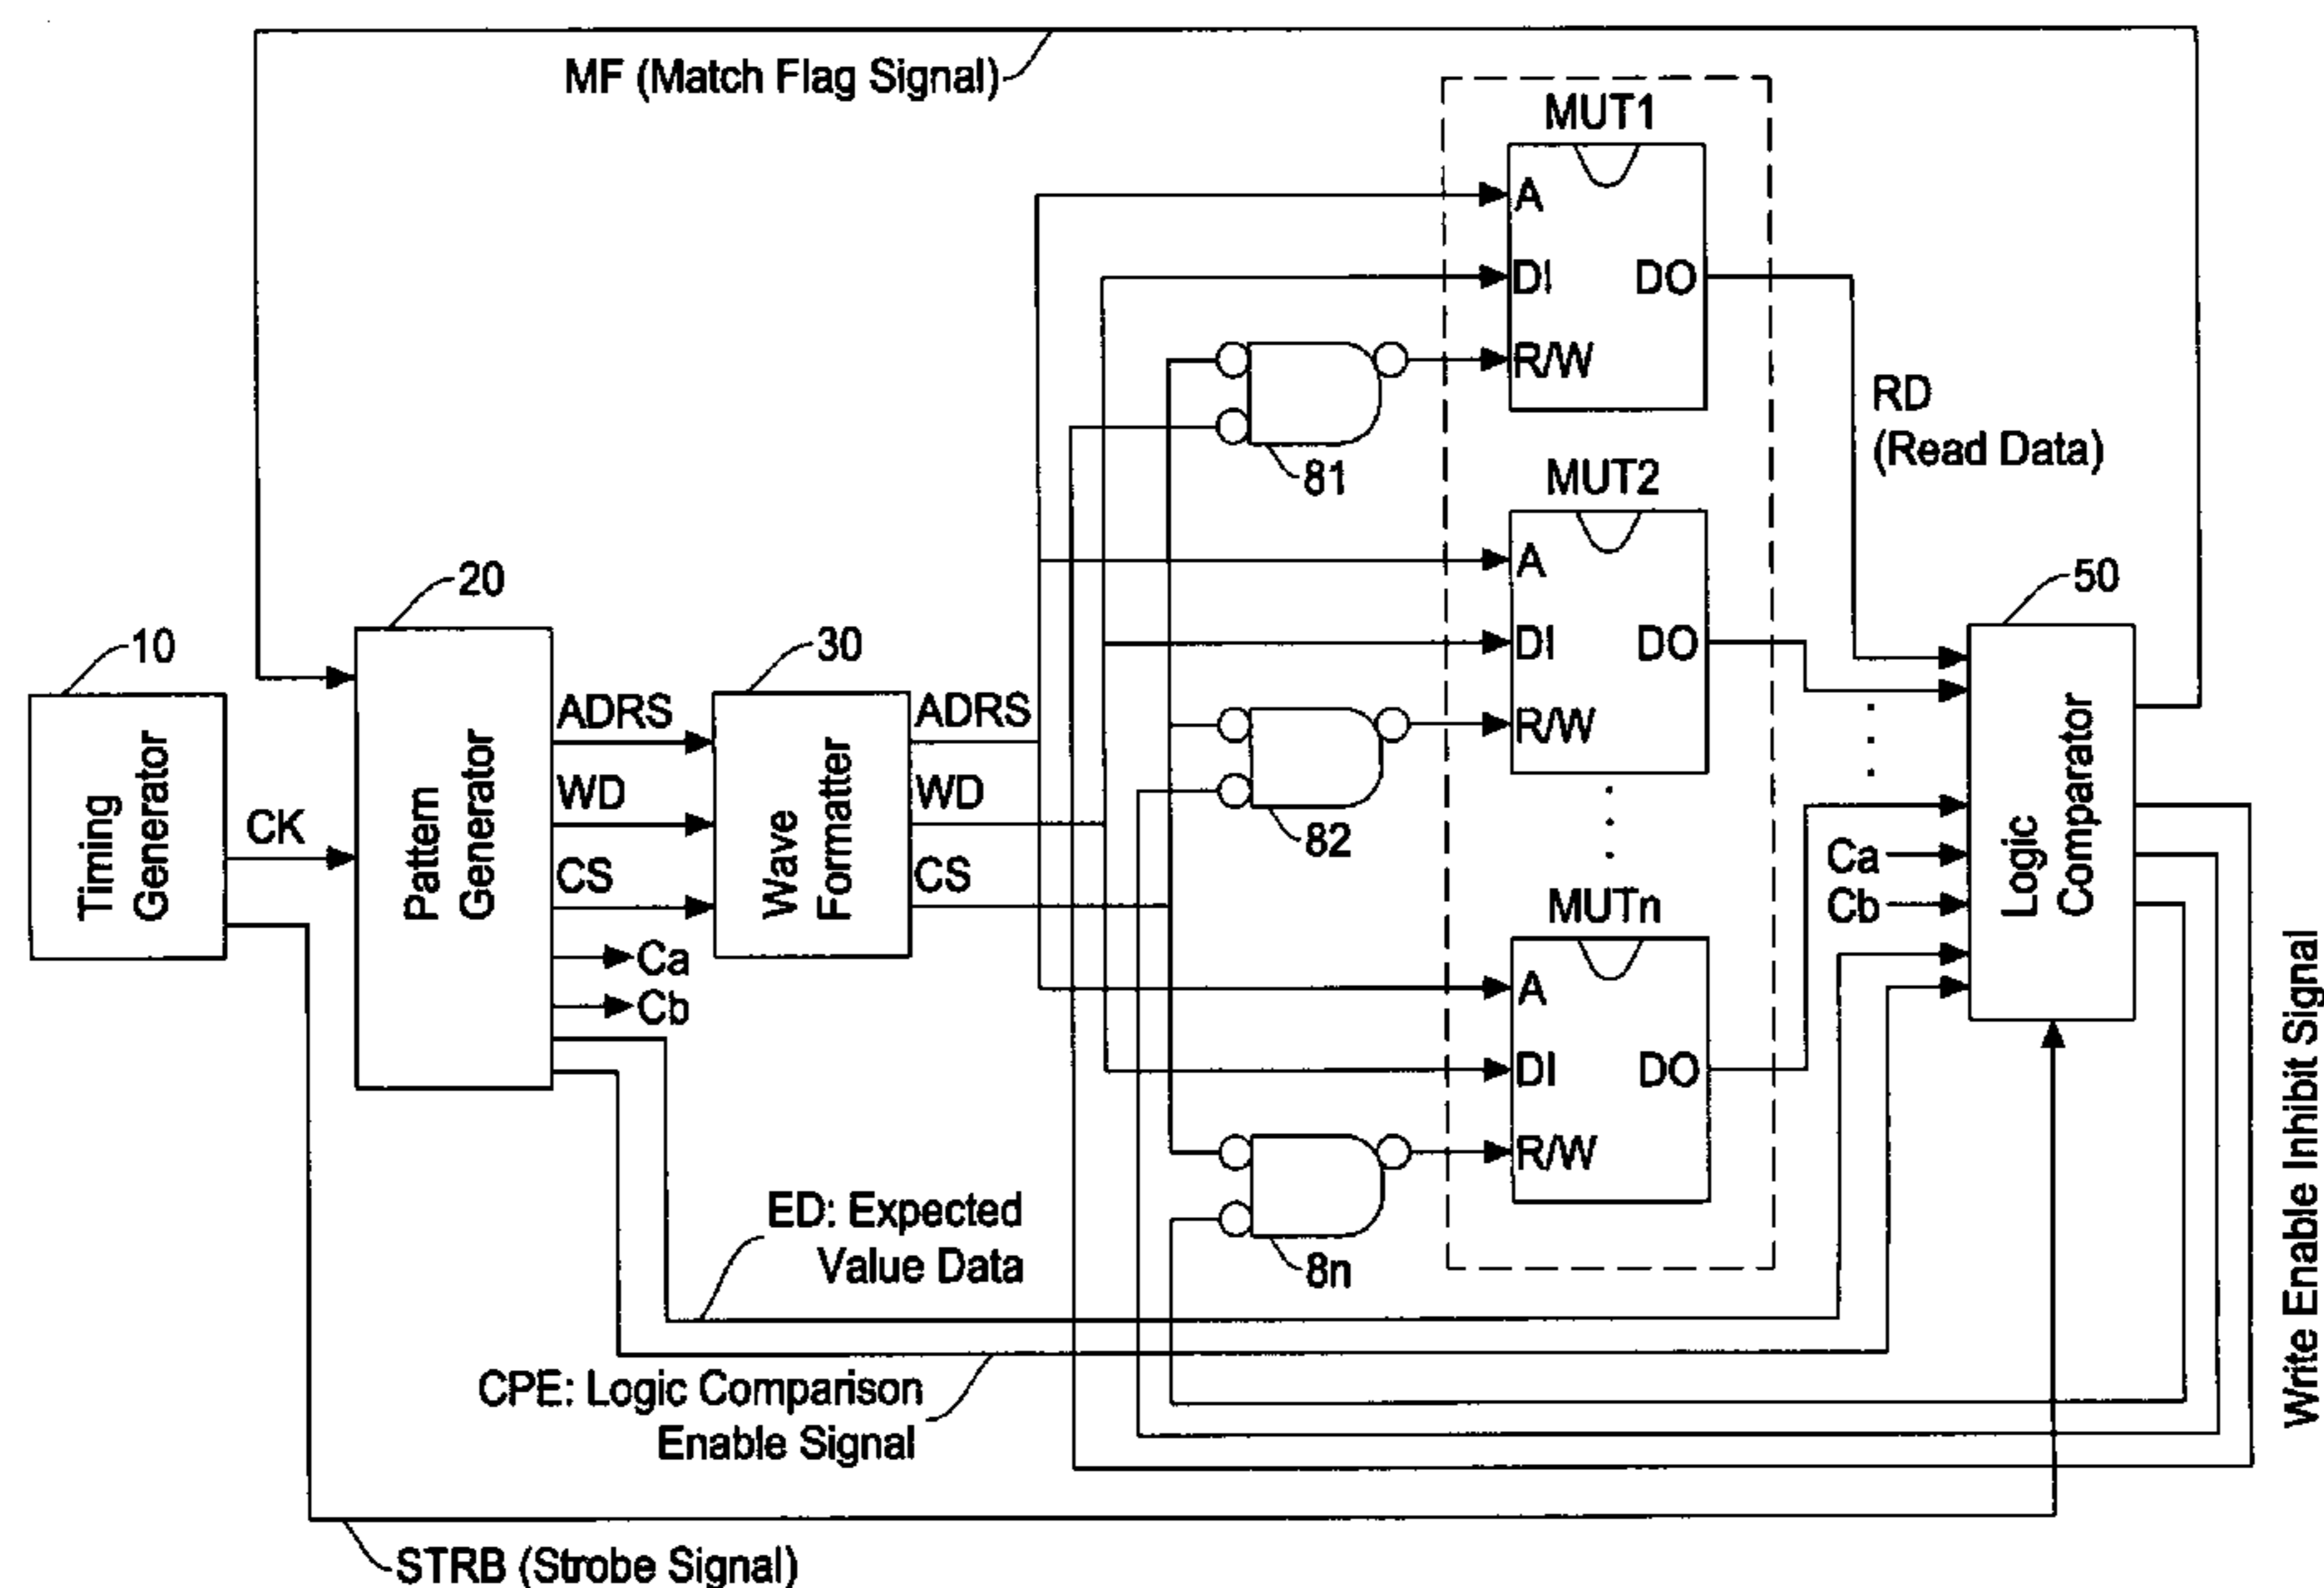 MF (Match Flag Signal)
MUT1
A
DI
DO
R/W
81
RD
(Read Data)
MUT2
A
DI
DO
R/W
82
50
Logic
Comparator
20
10
30
Timing
Generator
CK
Pattern
Generator
ADRS
WD
CS
Ca
Cb
Wave
Formatter
ADRS
WD
CS
Ca
Cb
MUTn
A
DI
DO
R/W
8n
ED: Expected
Value Data
CPE: Logic Comparison
Enable Signal
Write Enable Inhibit Signal
STRB (Strobe Signal)